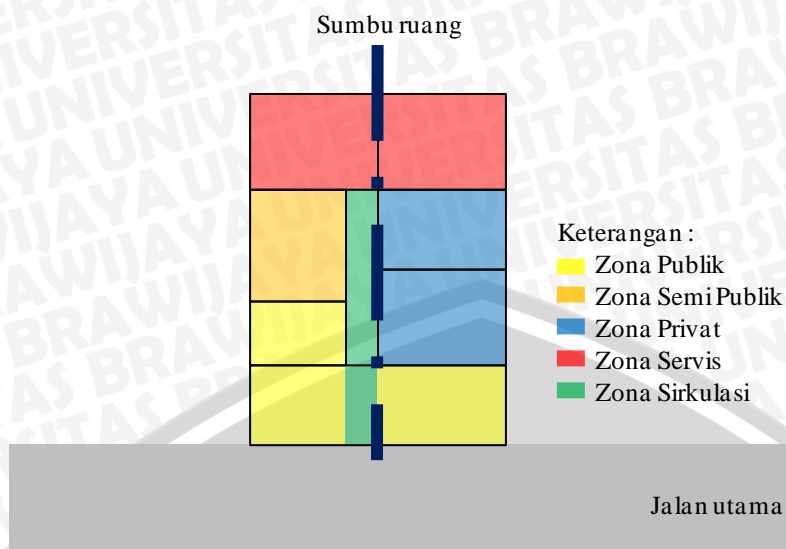 Sumbu ruang
Keterangan :
Zona Publik
Zona Semi Publik
Zona Privat
Zona Servis
Zona Sirkulasi
Jalan utama